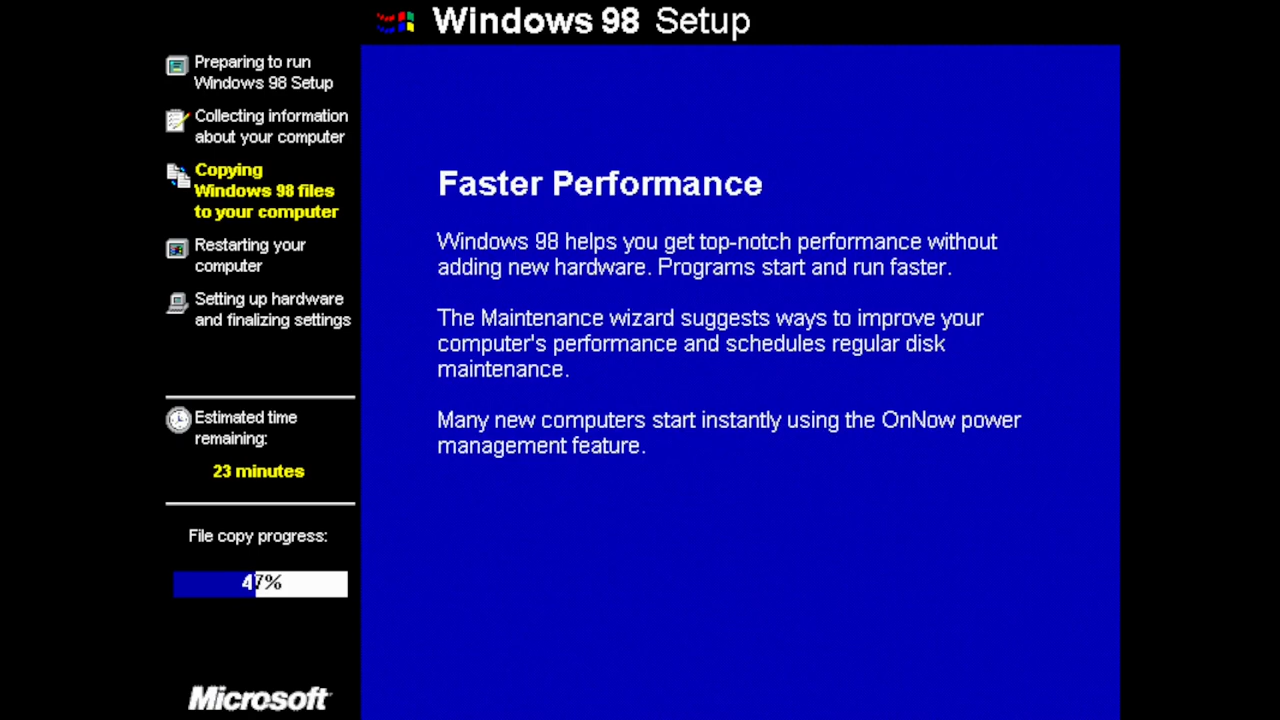 Windows 98 Setup
Preparing to run
Windows 98 Setup
Collecting information
about your computer
Copying
Windows 98 files
to your computer
Restarting your
computer
Setting up hardware
and finalizing settings
Estimated time
remaining:
23 minutes
File copy progress:
47%
Microsoft
Faster Performance
Windows 98 helps you get top-notch performance without
adding new hardware. Programs start and run faster.
The Maintenance wizard suggests ways to improve your
computer's performance and schedules regular disk
maintenance.
Many new computers start instantly using the OnNow power
management feature.